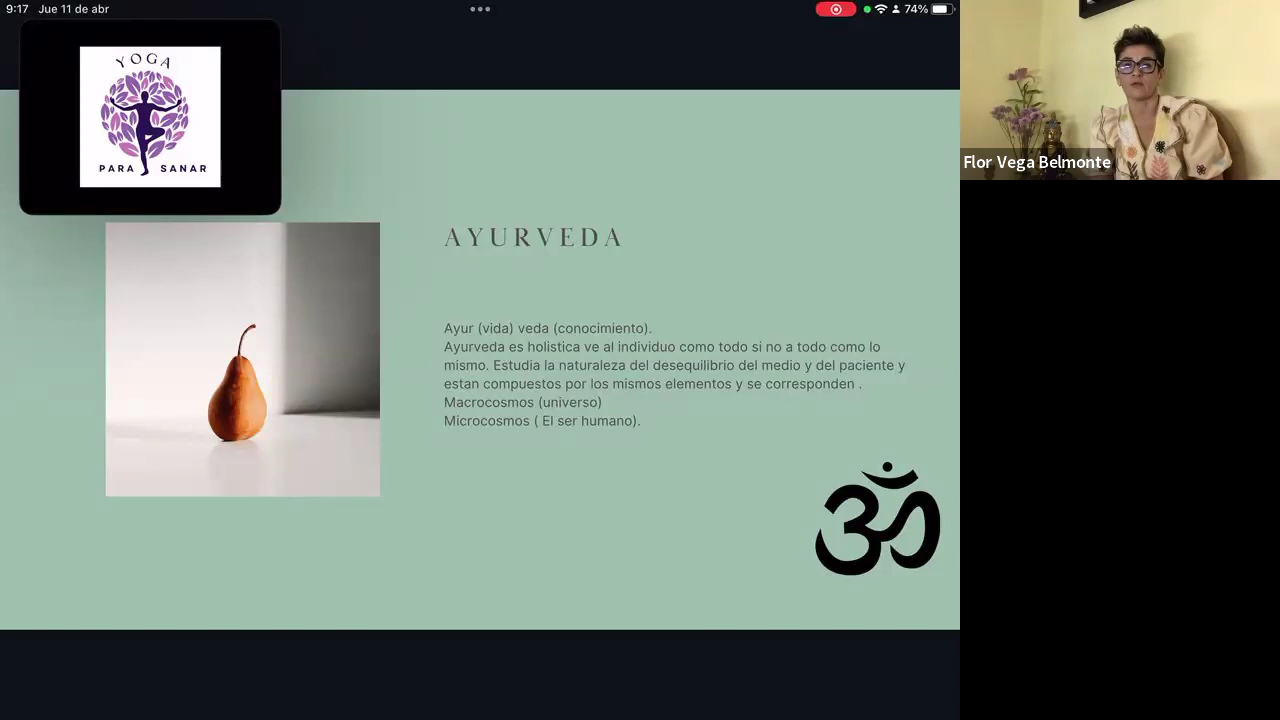 9:17 Jue 11 de abr
74%
YOGA
PARA SANAR
Flor Vega Belmonte
AYURVEDA
Ayur (vida) veda (conocimiento).
Ayurveda es holistica ve al individuo como todo si no a todo como lo
mismo. Estudia la naturaleza del desequilibrio del medio y del paciente y
estan compuestos por los mismos elementos y se corresponden .
Macrocosmos (universo)
Microcosmos ( El ser humano).
ॐ